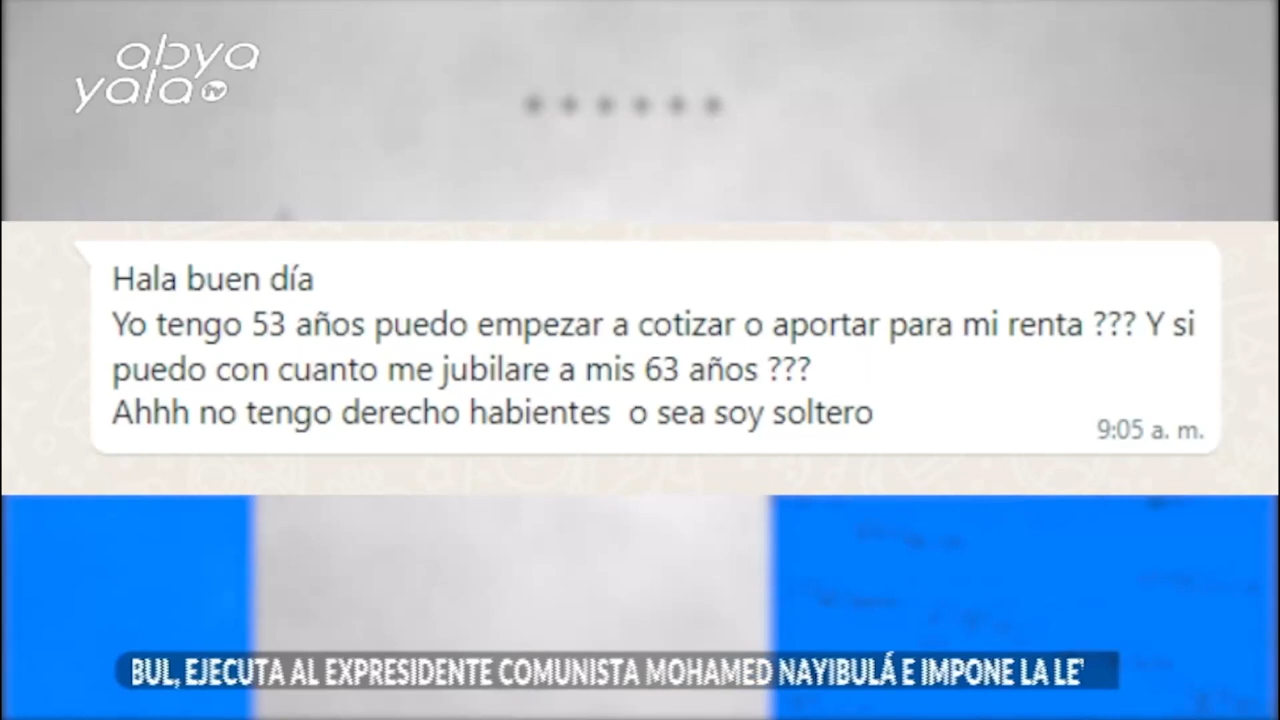 abya
yala tv
Hala buen día
Yo tengo 53 años puedo empezar a cotizar o aportar para mi renta ??? Y si
puedo con cuanto me jubilare a mis 63 años ???
Ahhh no tengo derecho habientes o sea soy soltero
9:05 a. m.
BUL, EJECUTA AL EXPRESIDENTE COMUNISTA MOHAMED NAYIBULÁ E IMPONE LA LE